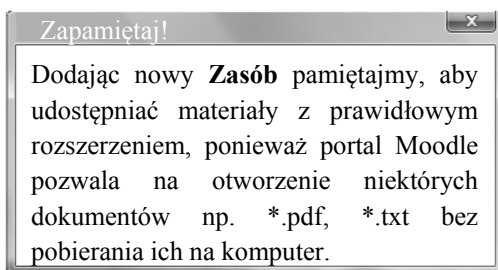 Zapamiętaj!
x
Dodając nowy Zasób pamiętajmy, aby
udostępniać materiały z prawidłowym
rozszerzeniem, ponieważ portal Moodle
pozwala na otworzenie niektórych
dokumentów np. *.pdf, *.txt bez
pobierania ich na komputer.